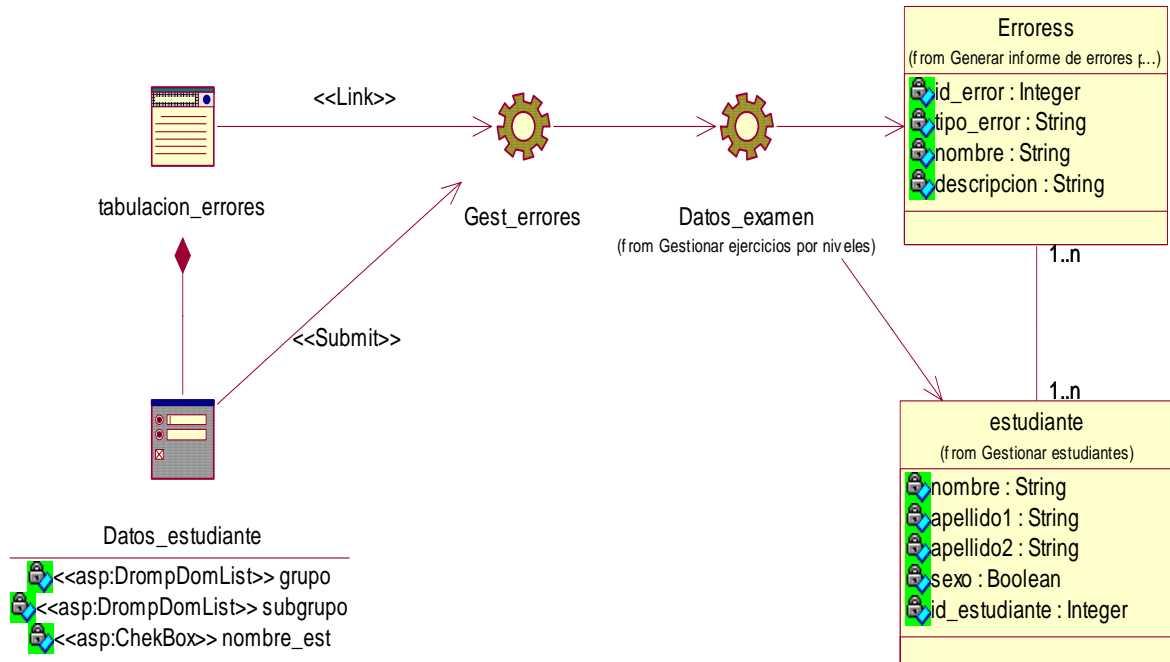 Erroress
(from Generar informe de errores p...)
id_error : Integer
tipo_error : String
nombre : String
descripcion : String
<<Link>>
tabulacion_errores
Gest_errores
Datos_examen
(from Gestionar ejercicios por niveles)
1..n
<<Submit>>
1..n
estudiante
(from Gestionar estudiantes)
nombre : String
apellido1 : String
apellido2 : String
sexo : Boolean
id_estudiante : Integer
Datos_estudiante
<<asp:DrompDomList>> grupo
<<asp:DrompDomList>> subgrupo
<<asp:ChekBox>> nombre_est